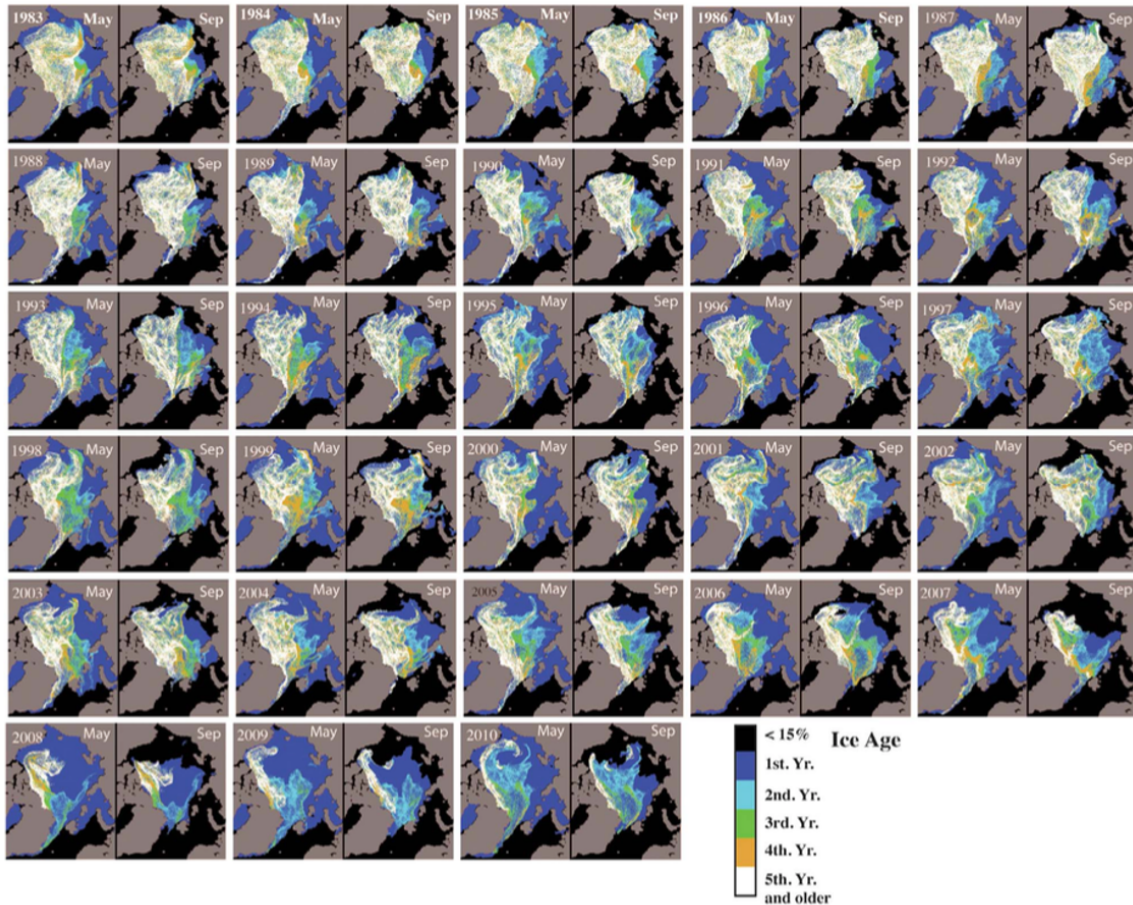 1983 May Sep 1984 May Sep 1985 May Sep 1986 May Sep 1987 May Sep
1988 May Sep 1989 May Sep 1990 May Sep 1991 May Sep 1992 May Sep
1993 May Sep 1994 May Sep 1995 May Sep 1996 May Sep 1997 May Sep
1998 May Sep 1999 May Sep 2000 May Sep 2001 May Sep 2002 May Sep
2003 May Sep 2004 May Sep 2005 May Sep 2006 May Sep 2007 May Sep
2008 May Sep 2009 May Sep 2010 May Sep
< 15% Ice Age
1st. Yr.
2nd. Yr.
3rd. Yr.
4th. Yr.
5th. Yr.
and older